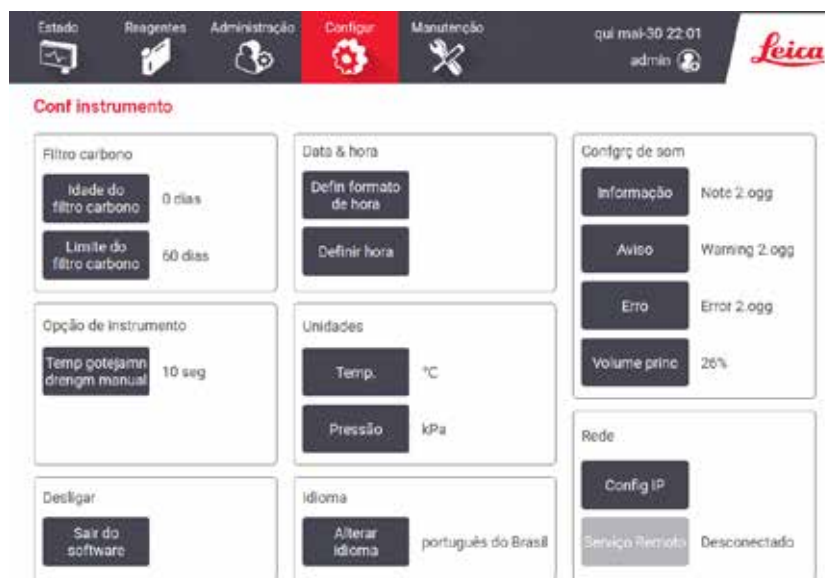 Estado Reagentes Administração Configur Manutenção
qui mai-30 22:01
admin
Leica
Conf instrumento
Filtro carbono
Idade do
filtro carbono
0 dias
Limite do
filtro carbono
60 dias
Data & hora
Defin formato
de hora
Definir hora
Confgrç de som
Informação
Note 2.ogg
Aviso
Warning 2.ogg
Erro
Error 2.ogg
Volume princ
26%
Opção de instrumento
Temp gotejamn
drengm manual
10 seg
Unidades
Temp.
°C
Pressão
kPa
Rede
Config IP
Serviço Remoto
Desconectado
Desligar
Sair do
software
Idioma
Alterar
idioma
português do Brasil